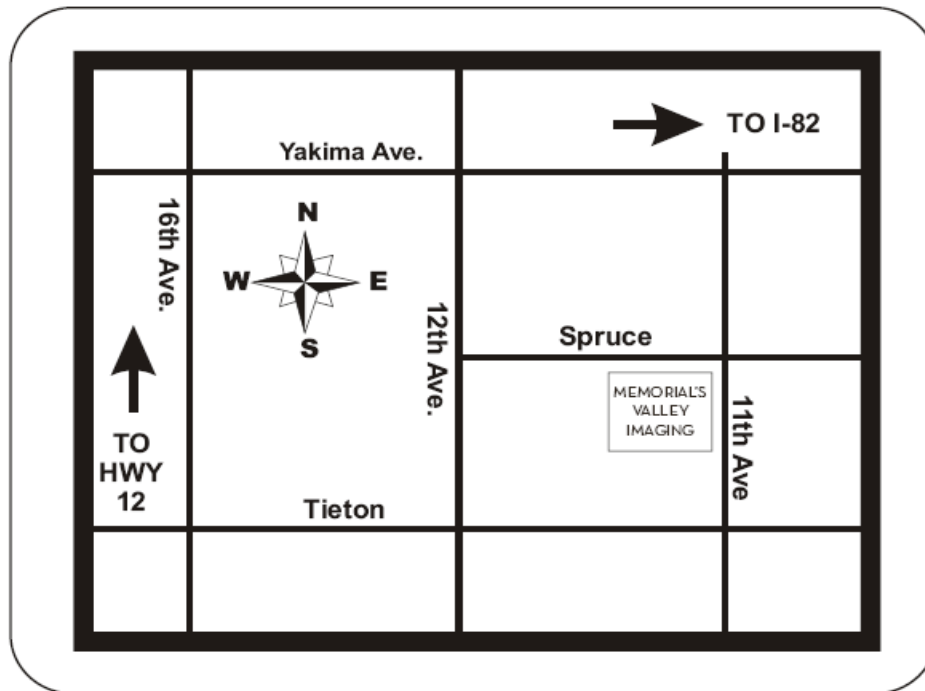 TO I-82
Yakima Ave.
16th Ave.
N
W
E
S
12th Ave.
Spruce
MEMORIAL'S
VALLEY
IMAGING
11th Ave
TO
HWY
12
Tieton